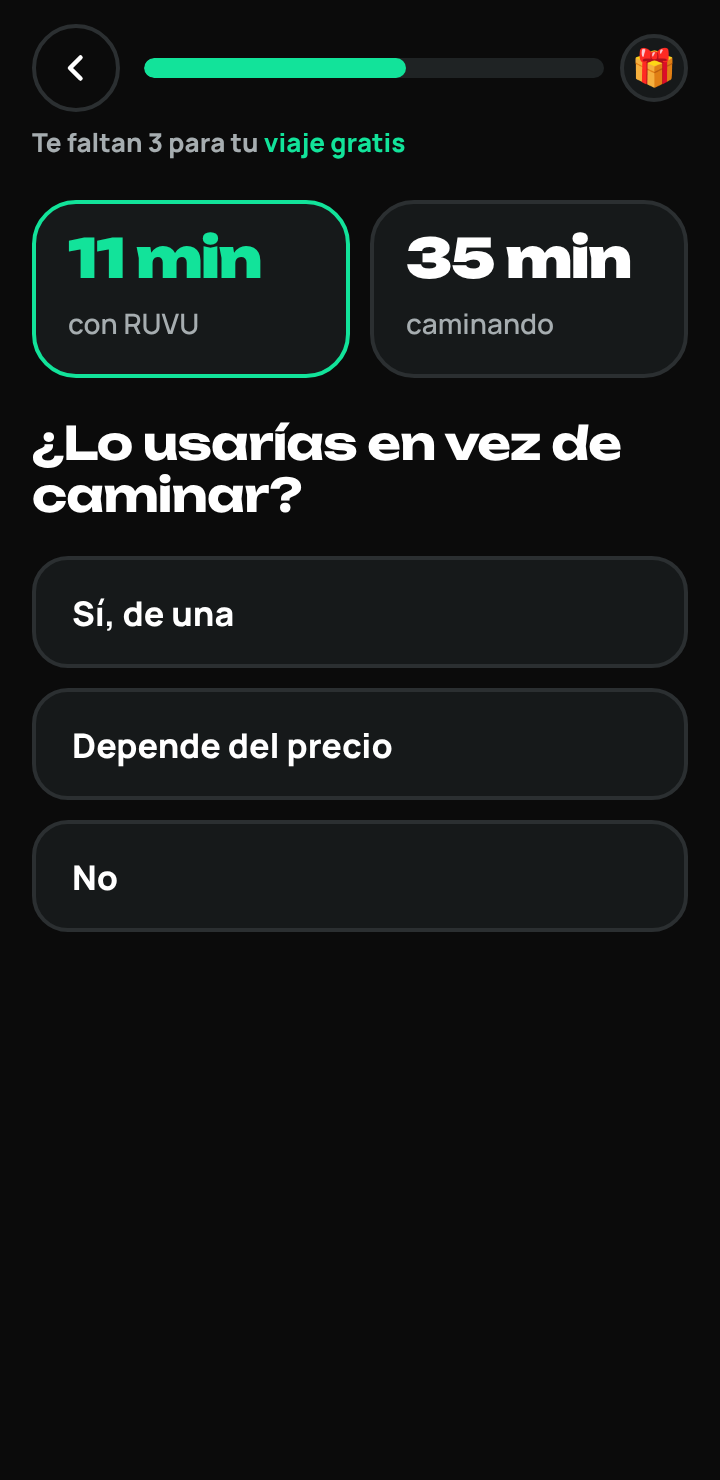 Te faltan 3 para tu viaje gratis
11 min
con RUVU
35 min
caminando
¿Lo usarías en vez de
caminar?
Sí, de una
Depende del precio
No